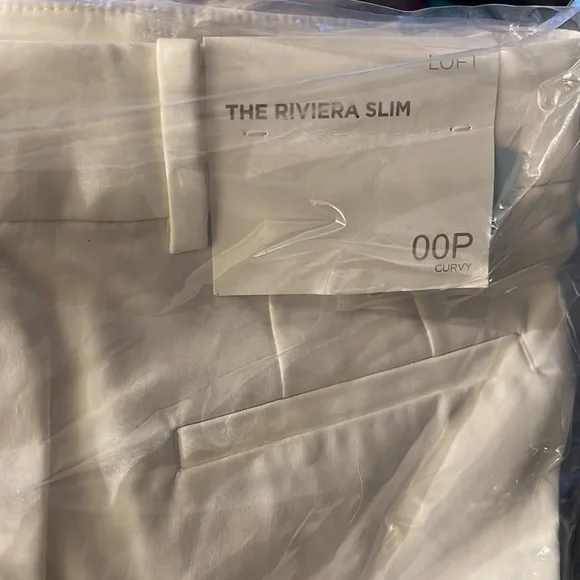 LOFT
THE RIVIERA SLIM
00P
CURVY